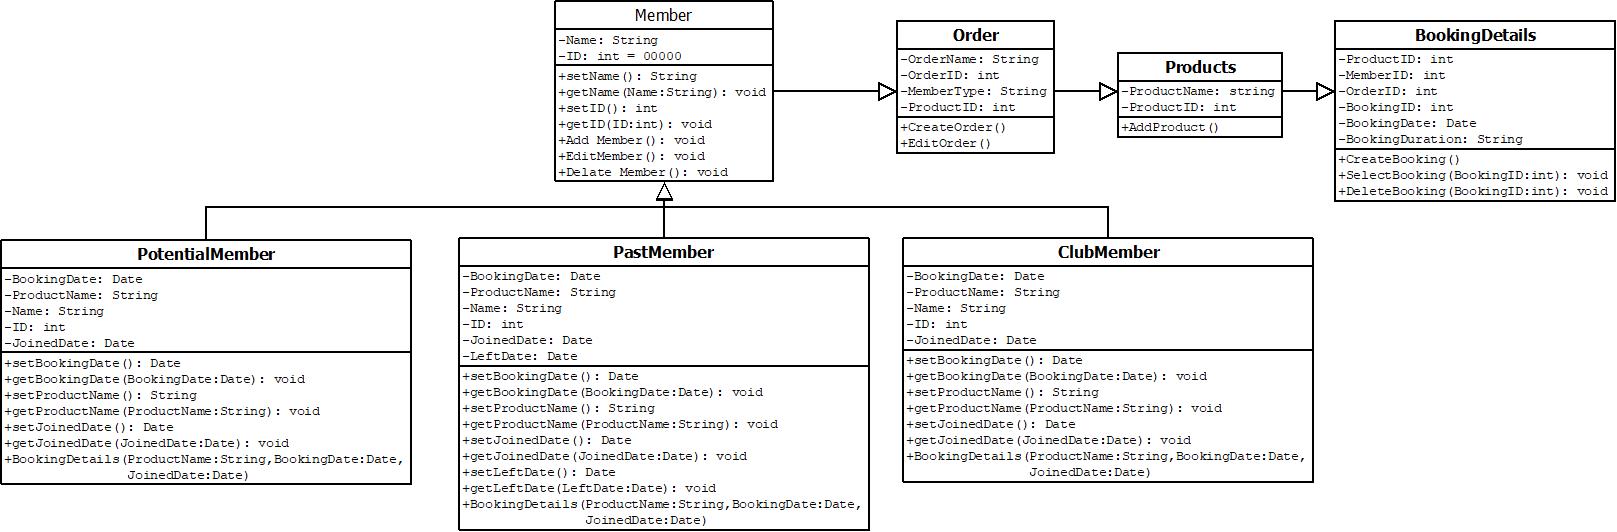 Member
-Name: String
-ID: int = 00000
+setName(): String
+getName(Name:String): void
+setID(): int
+getID(ID:int): void
+Add Member(): void
+EditMember(): void
+Delate Member(): void
Order
-OrderName: String
-OrderID: int
-MemberType: String
-ProductID: int
+CreateOrder()
+EditOrder()
Products
-ProductName: string
-ProductID: int
+AddProduct()
BookingDetails
-ProductID: int
-MemberID: int
-OrderID: int
-BookingID: int
-BookingDate: Date
-BookingDuration: String
+CreateBooking()
+SelectBooking(BookingID:int): void
+DeleteBooking(BookingID:int): void
PotentialMember
-BookingDate: Date
-ProductName: String
-Name: String
-ID: int
-JoinedDate: Date
+setBookingDate(): Date
+getBookingDate(BookingDate:Date): void
+setProductName(): String
+getProductName(ProductName:String): void
+setJoinedDate(): Date
+getJoinedDate(JoinedDate:Date): void
+BookingDetails(ProductName:String,BookingDate:Date,
JoinedDate:Date)
PastMember
-BookingDate: Date
-ProductName: String
-Name: String
-ID: int
-JoinedDate: Date
-LeftDate: Date
+setBookingDate(): Date
+getBookingDate(BookingDate:Date): void
+setProductName(): String
+getProductName(ProductName:String): void
+setJoinedDate(): Date
+getJoinedDate(JoinedDate:Date): void
+setLeftDate(): Date
+getLeftDate(LeftDate:Date): void
+BookingDetails(ProductName:String,BookingDate:Date,
JoinedDate:Date)
ClubMember
-BookingDate: Date
-ProductName: String
-Name: String
-ID: int
-JoinedDate: Date
+setBookingDate(): Date
+getBookingDate(BookingDate:Date): void
+setProductName(): String
+getProductName(ProductName:String): void
+setJoinedDate(): Date
+getJoinedDate(JoinedDate:Date): void
+BookingDetails(ProductName:String,BookingDate:Date,
JoinedDate:Date)